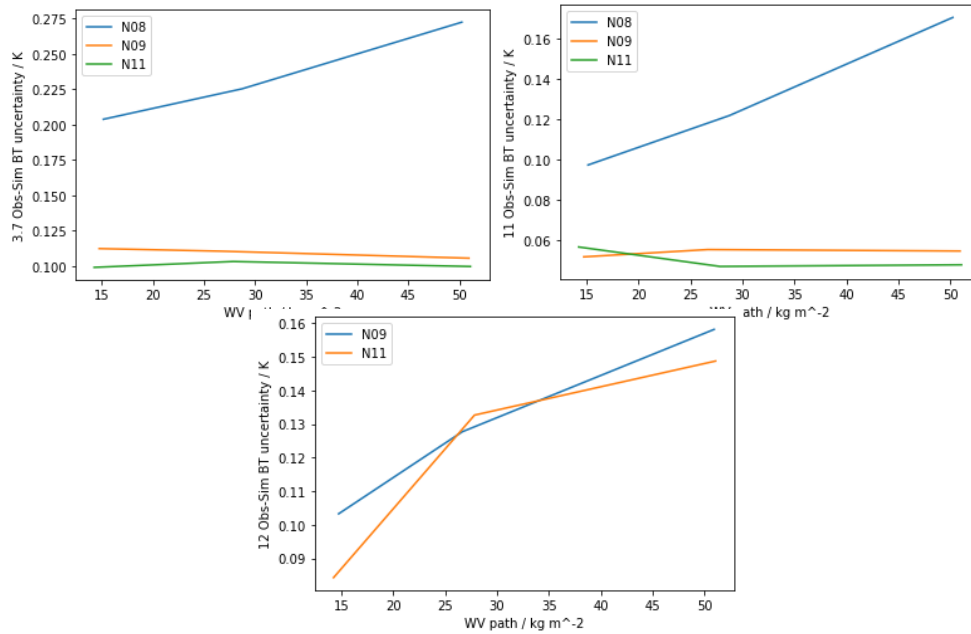 3.7 Obs-Sim BT uncertainty / K
0.275
0.250
0.225
0.200
0.175
0.150
0.125
0.100
N08
N09
N11
15 20 25 30 35 40 45 50
WV
11 Obs-Sim BT uncertainty / K
0.16
0.14
0.12
0.10
0.08
0.06
N08
N09
N11
15 20 25 30 35 40 45 50
ath / kg m^-2
12 Obs-Sim BT uncertainty / K
0.16
0.15
0.14
0.13
0.12
0.11
0.10
0.09
N09
N11
15 20 25 30 35 40 45 50
WV path / kg m^-2